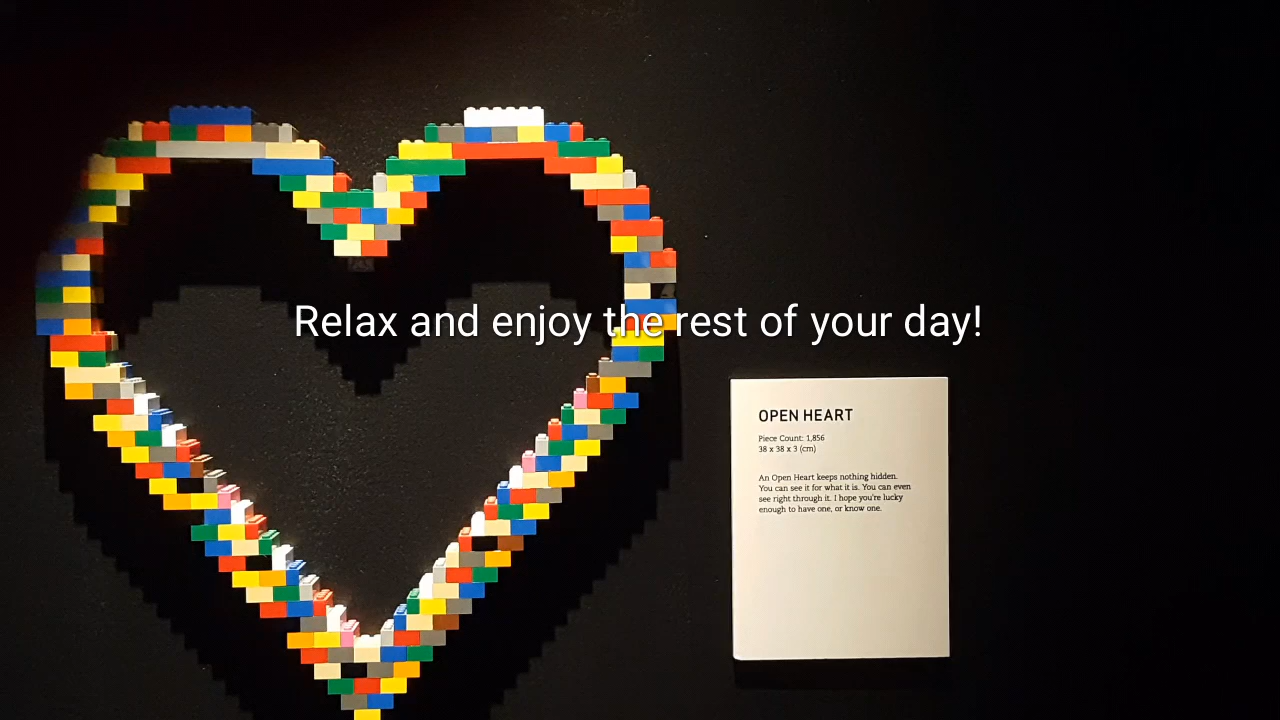 Relax and enjoy the rest of your day!
OPEN HEART
Piece Count: 1,856
38 x 38 x 3 (cm)
An Open Heart keeps nothing hidden.
You can see it for what it is. You can even
see right through it. I hope you're lucky
enough to have one, or know one.